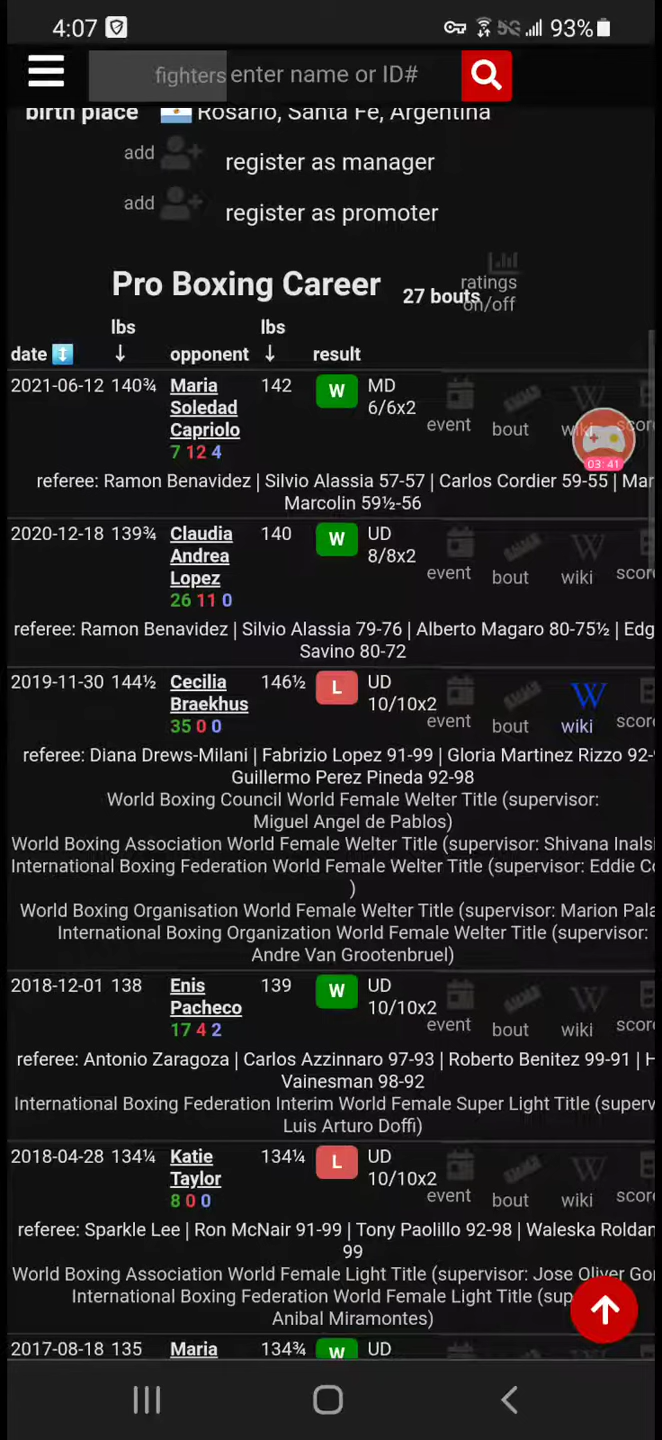 4:07 5G 93%
fighters enter name or ID#
birth place Rosario, Santa Fe, Argentina
add register as manager
add register as promoter
Pro Boxing Career 27 bouts ratings on/off
lbs lbs
date ↕ ↓ opponent ↓ result
2021-06-12 140¾ Maria 142 W MD
Soledad 6/6x2
Capriolo event bout wiki scor
7 12 4 03:41
referee: Ramon Benavidez | Silvio Alassia 57-57 | Carlos Cordier 59-55 | Mar
Marcolin 59½-56
2020-12-18 139¾ Claudia 140 W UD
Andrea 8/8x2
Lopez event bout wiki scor
26 11 0
referee: Ramon Benavidez | Silvio Alassia 79-76 | Alberto Magaro 80-75½ | Edg
Savino 80-72
2019-11-30 144½ Cecilia 146½ L UD
Braekhus 10/10x2
35 0 0 event bout wiki scor
referee: Diana Drews-Milani | Fabrizio Lopez 91-99 | Gloria Martinez Rizzo 92-
Guillermo Perez Pineda 92-98
World Boxing Council World Female Welter Title (supervisor:
Miguel Angel de Pablos)
World Boxing Association World Female Welter Title (supervisor: Shivana Inals
International Boxing Federation World Female Welter Title (supervisor: Eddie C
)
World Boxing Organisation World Female Welter Title (supervisor: Marion Pala
International Boxing Organization World Female Welter Title (supervisor:
Andre Van Grootenbruel)
2018-12-01 138 Enis 139 W UD
Pacheco 10/10x2
17 4 2 event bout wiki scor
referee: Antonio Zaragoza | Carlos Azzinnaro 97-93 | Roberto Benitez 99-91 | H
Vainesman 98-92
International Boxing Federation Interim World Female Super Light Title (superv
Luis Arturo Doffi)
2018-04-28 134¼ Katie 134¼ L UD
Taylor 10/10x2
8 0 0 event bout wiki scor
referee: Sparkle Lee | Ron McNair 91-99 | Tony Paolillo 92-98 | Waleska Roldan
99
World Boxing Association World Female Light Title (supervisor: Jose Oliver Go
International Boxing Federation World Female Light Title (sup
Anibal Miramontes)
2017-08-18 135 Maria 134¾ W UD